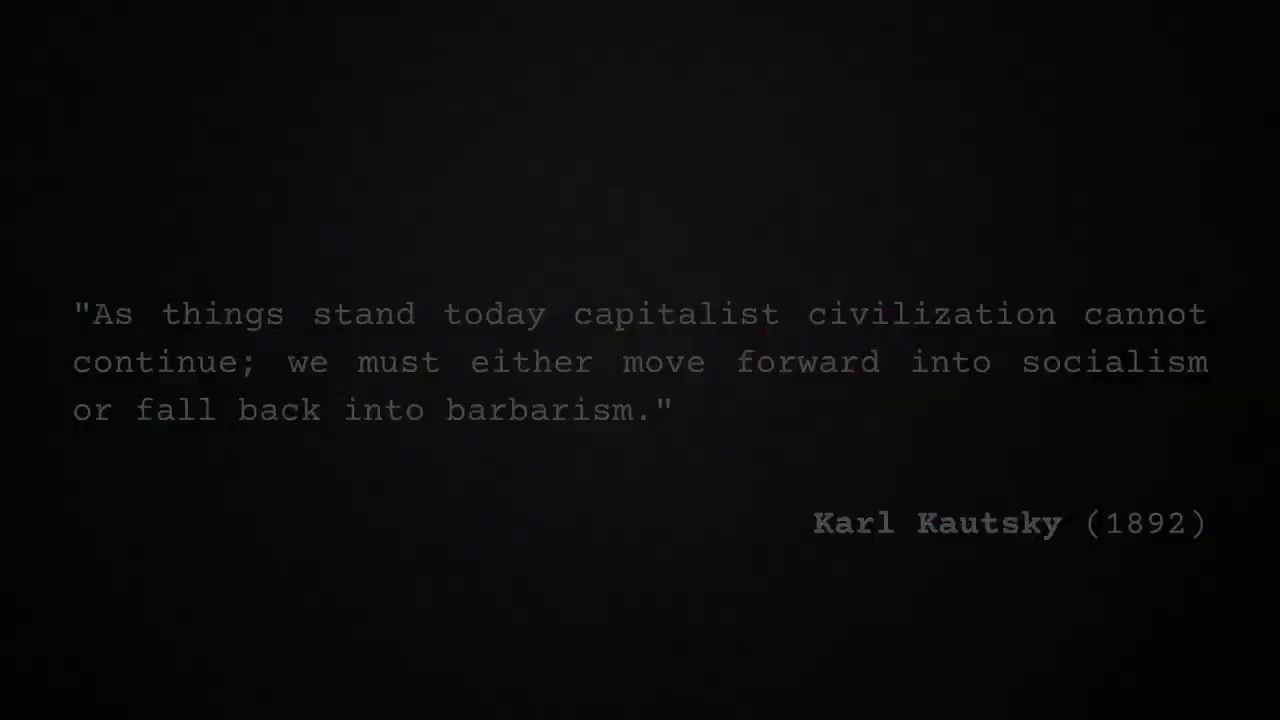 "As things stand today capitalist civilization cannot
continue; we must either move forward into socialism
or fall back into barbarism."
Karl Kautsky (1892)